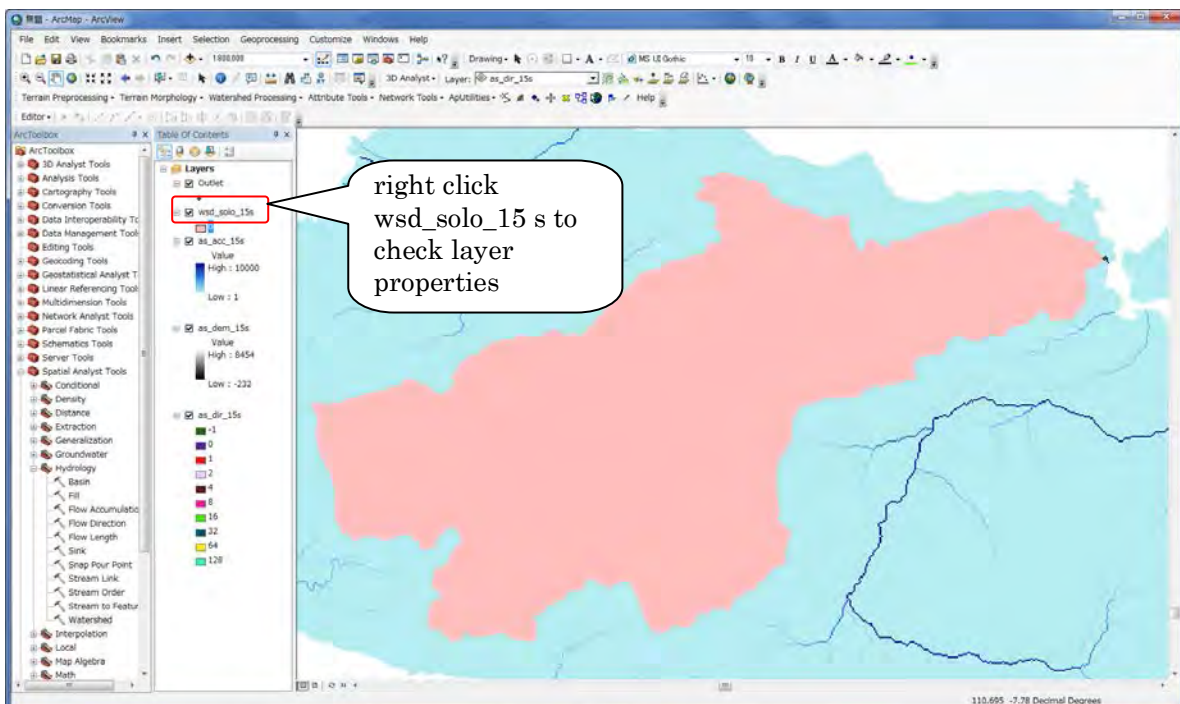 無題 - ArcMap - ArcView
File Edit View Bookmarks Insert Selection Geoprocessing Customize Windows Help
1:800,000 Drawing A MS UI Gothic 10 B I U A
3D Analyst Layer: as_dir_15s
Terrain Preprocessing Terrain Morphology Watershed Processing Attribute Tools Network Tools ApUtilities Help
Editor
ArcToolbox
ArcToolbox
3D Analyst Tools
Analysis Tools
Cartography Tools
Conversion Tools
Data Interoperability To
Data Management Tool
Editing Tools
Geocoding Tools
Geostatistical Analyst T
Linear Referencing Tool
Multidimension Tools
Network Analyst Tools
Parcel Fabric Tools
Schematics Tools
Server Tools
Spatial Analyst Tools
Conditional
Density
Distance
Extraction
Generalization
Groundwater
Hydrology
Basin
Fill
Flow Accumulatio
Flow Direction
Flow Length
Sink
Snap Pour Point
Stream Link
Stream Order
Stream to Featur
Watershed
Interpolation
Local
Map Algebra
Math
Table Of Contents
Layers
Outlet
wsd_solo_15s
as_acc_15s
Value
High : 10000
Low : 1
as_dem_15s
Value
High : 8454
Low : -232
as_dir_15s
-1
0
1
2
4
8
16
32
64
128
right click
wsd_solo_15 s to
check layer
properties
110.695 -7.78 Decimal Degrees